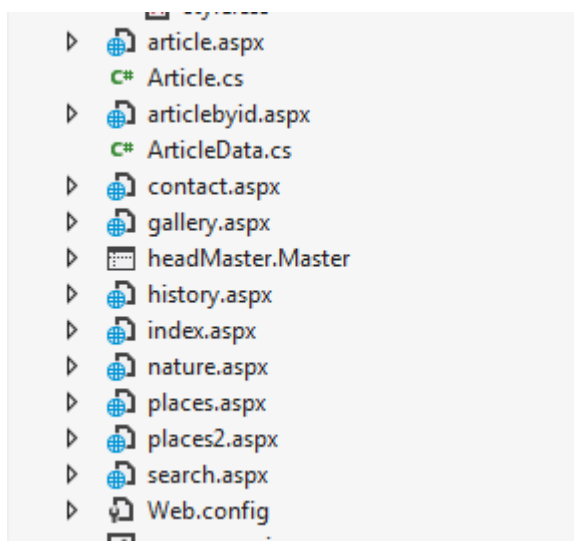 article.aspx
C# Article.cs
articlebyid.aspx
C# ArticleData.cs
contact.aspx
gallery.aspx
headMaster.Master
history.aspx
index.aspx
nature.aspx
places.aspx
places2.aspx
search.aspx
Web.config